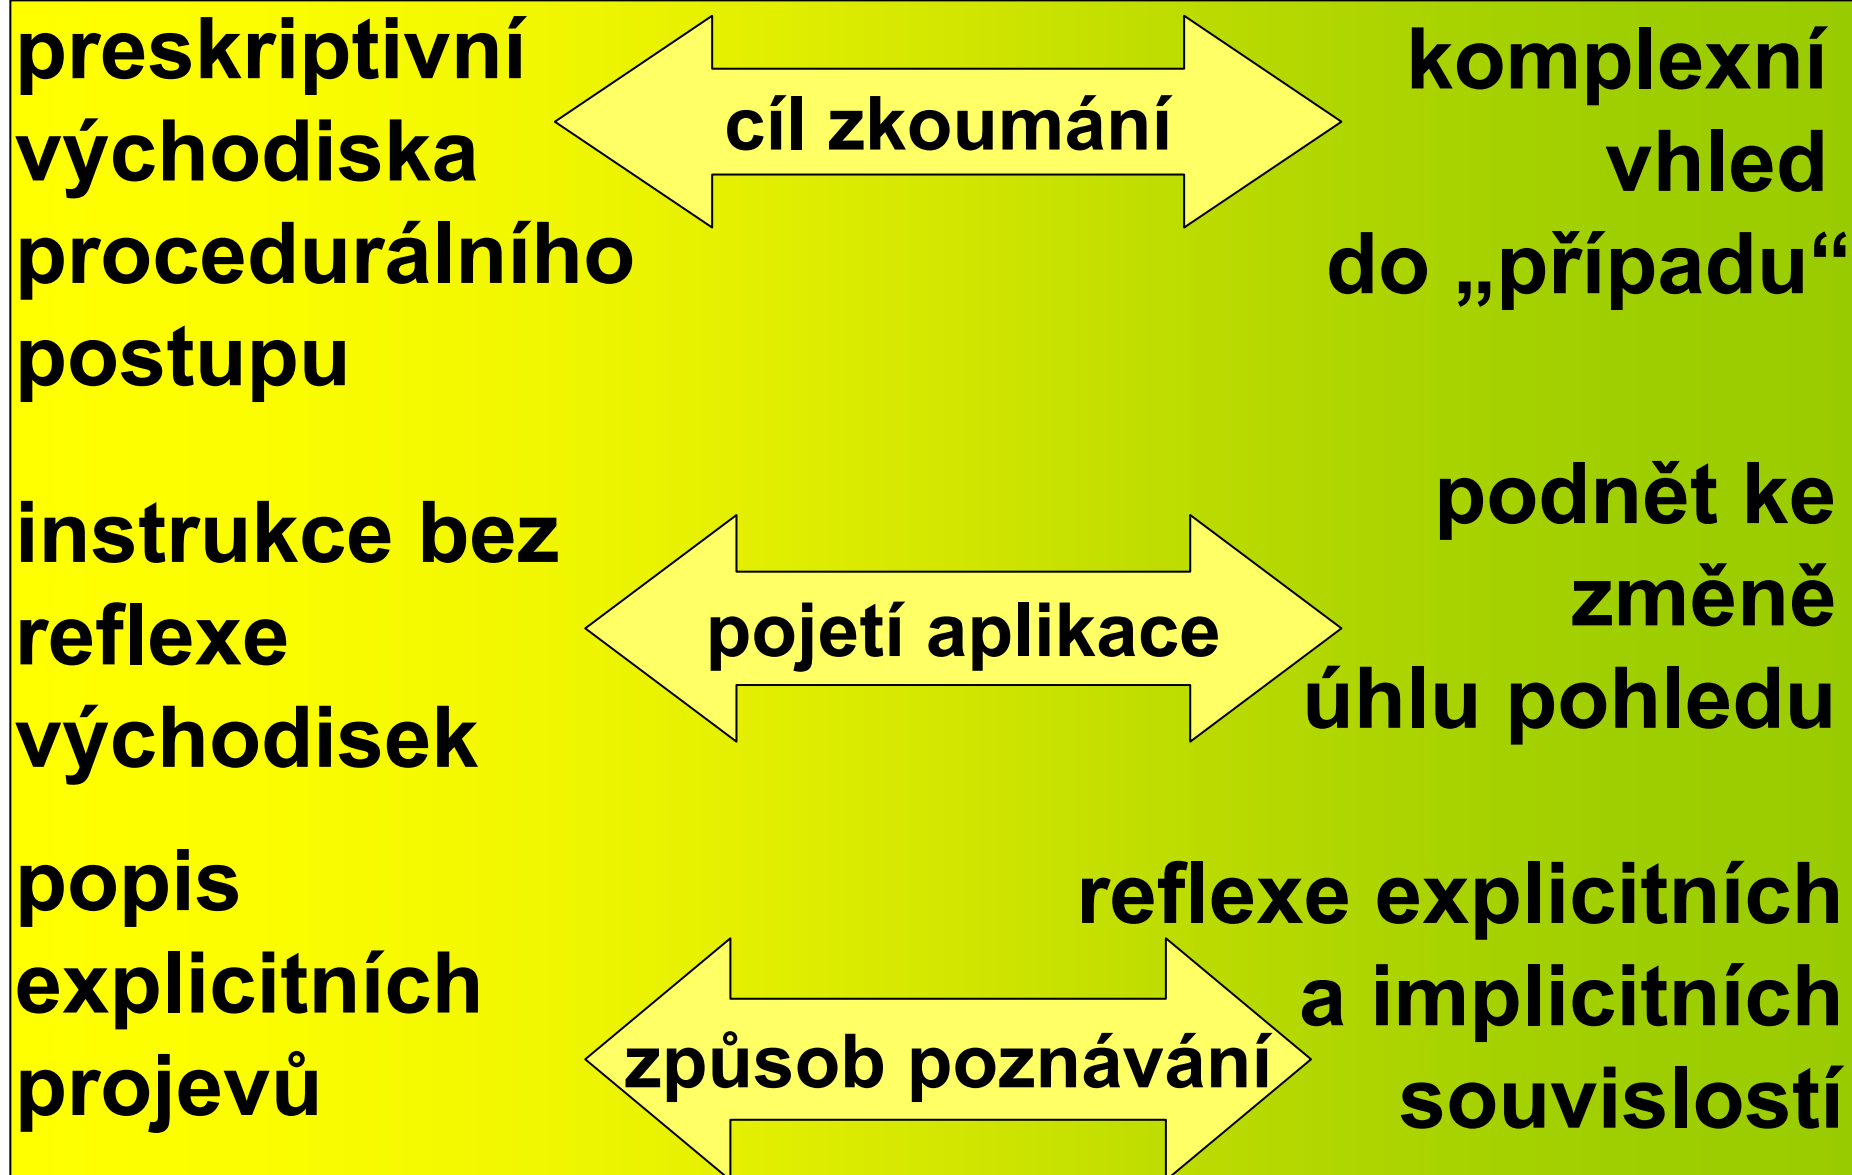 preskriptivní
východiska
procedurálního
postupu
cíl zkoumání
komplexní
vhled
do „případu“
instrukce bez
reflexe
východisek
pojetí aplikace
podnět ke
změně
úhlu pohledu
popis
explicitních
projevů
způsob poznávání
reflexe explicitních
a implicitních
souvislostí